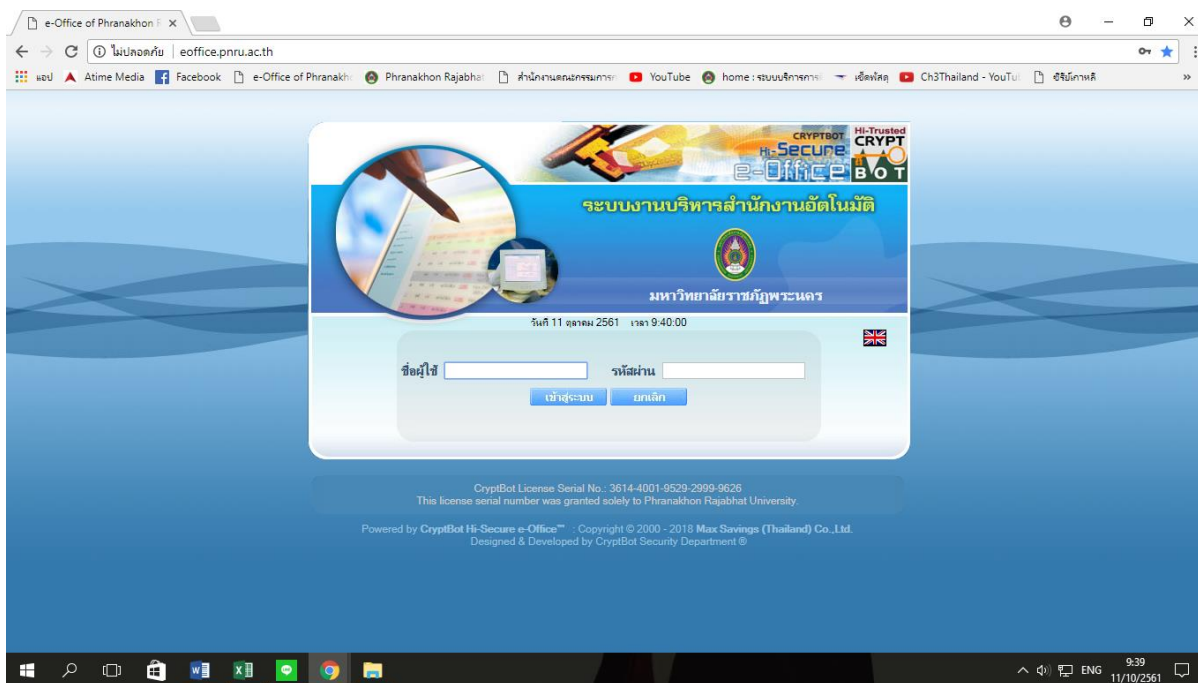 e-Office of Phranakhon R
ไม่ปลอดภัย | eoffice.pnru.ac.th
แอป Atime Media Facebook e-Office of Phranakh Phranakhon Rajabhat สำนักงานคณะกรรมการก YouTube home : ระบบบริการการ เช็คพัสดุ Ch3Thailand - YouTu ซีรีย์เกาหลี »
CRYPTBOT
Hi-Secure
e-Office
Hi-Trusted
CRYPT
BOT
ระบบงานบริหารสำนักงานอัตโนมัติ
มหาวิทยาลัยราชภัฏพระนคร
วันที่ 11 ตุลาคม 2561 เวลา 9:40:00
ชื่อผู้ใช้ รหัสผ่าน
เข้าสู่ระบบ ยกเลิก
CryptBot License Serial No.: 3614-4001-9529-2999-9626
This license serial number was granted solely to Phranakhon Rajabhat University.
Powered by CryptBot Hi-Secure e-Office™ : Copyright © 2000 - 2018 Max Savings (Thailand) Co.,Ltd.
Designed & Developed by CryptBot Security Department ®
ENG 9:39
11/10/2561